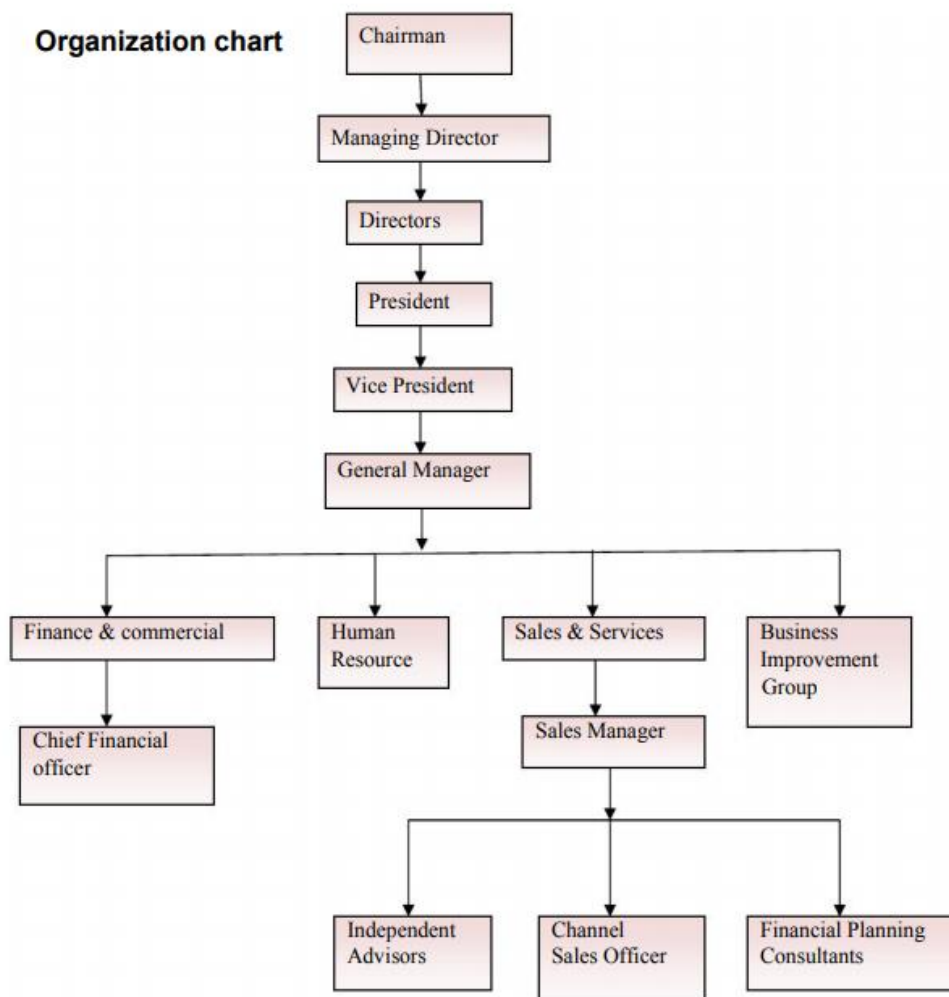 Organization chart
Chairman
Managing Director
Directors
President
Vice President
General Manager
Finance & commercial
Human
Resource
Sales & Services
Business
Improvement
Group
Chief Financial
officer
Sales Manager
Independent
Advisors
Channel
Sales Officer
Financial Planning
Consultants